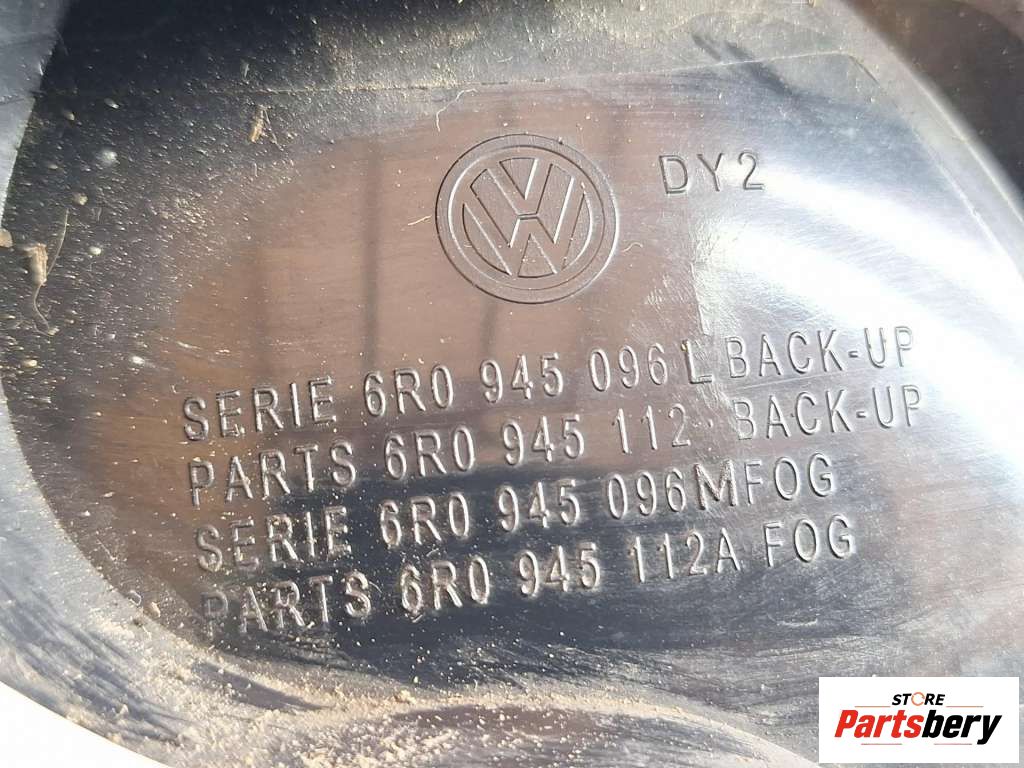 DY2
SERIE 6R0 945 096 L BACK-UP
PARTS 6R0 945 112 · BACK-UP
SERIE 6R0 945 096MFOG
PARTS 6R0 945 112A FOG
STORE
Partsbery